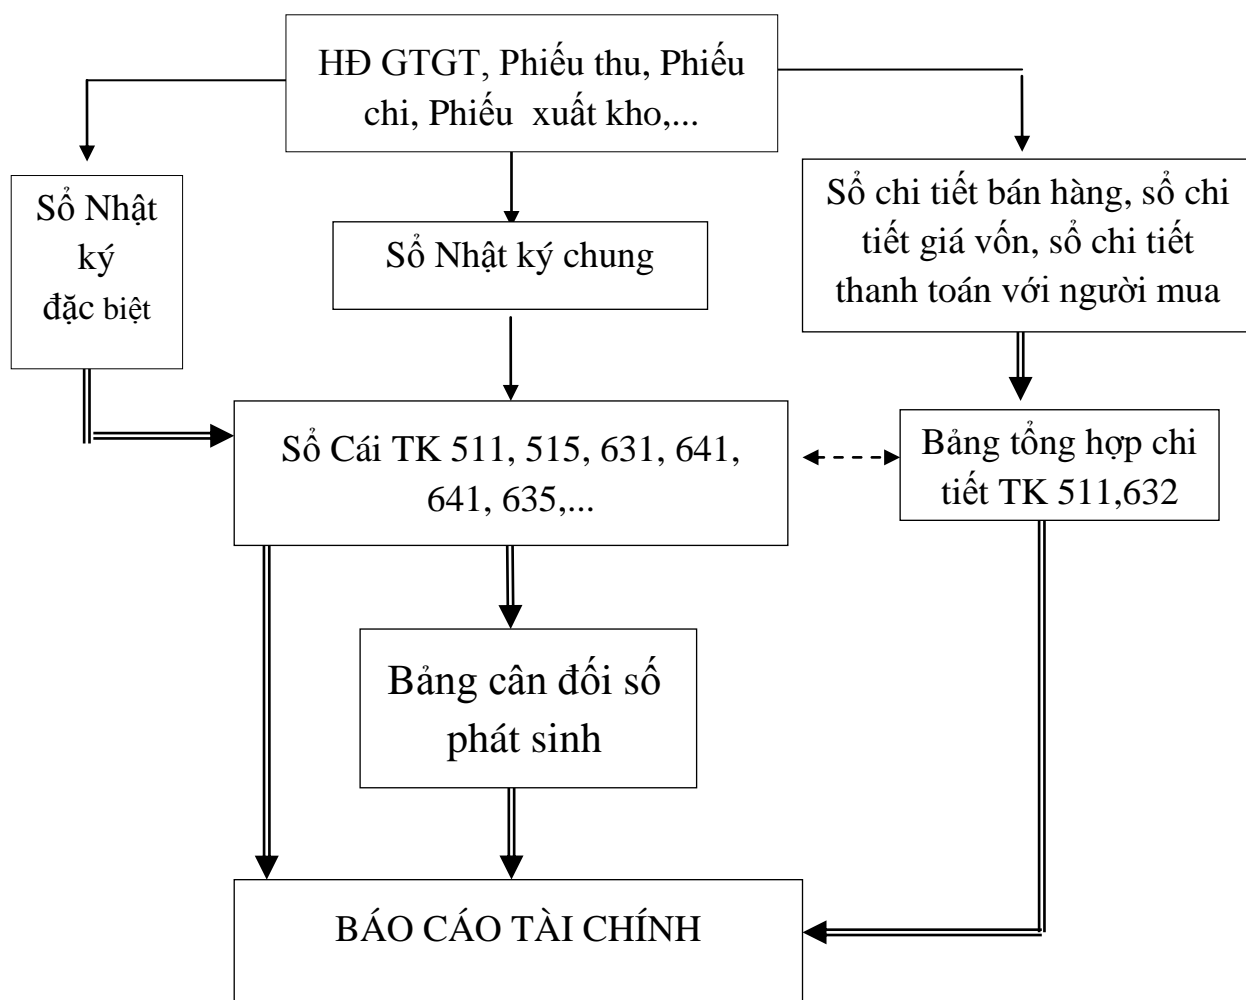 HĐ GTGT, Phiếu thu, Phiếu
chi, Phiếu xuất kho,...
Sổ Nhật
ký
đặc biệt
Sổ Nhật ký chung
Sổ chi tiết bán hàng, sổ chi
tiết giá vốn, sổ chi tiết
thanh toán với người mua
Sổ Cái TK 511, 515, 631, 641,
641, 635,...
Bảng tổng hợp chi
tiết TK 511,632
Bảng cân đối số
phát sinh
BÁO CÁO TÀI CHÍNH